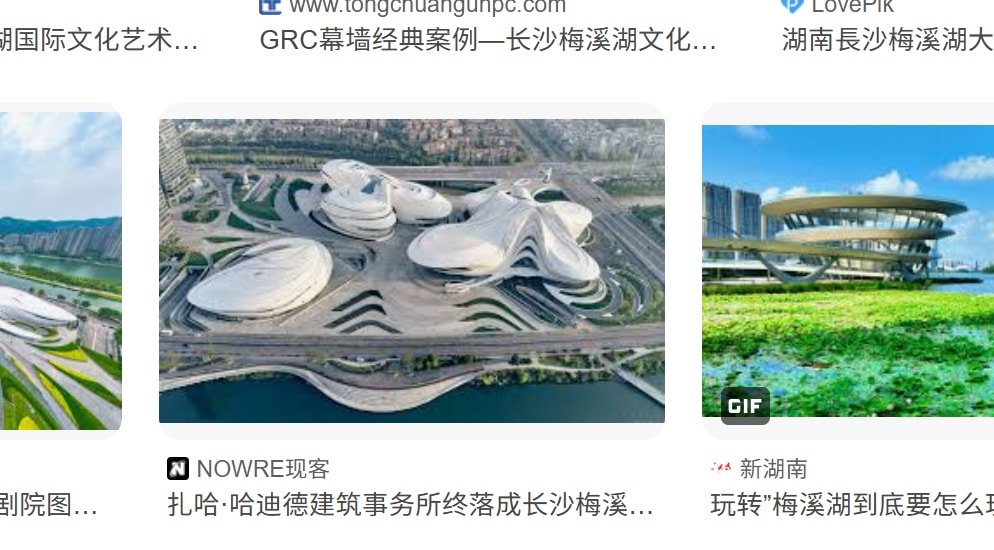 www.tongchuangunpc.com
LovePik
湖国际文化艺术...
GRC幕墙经典案例—长沙梅溪湖文化...
湖南長沙梅溪湖大
GIF
N NOWRE现客
新湖南
剧院图...
扎哈·哈迪德建筑事务所终落成长沙梅溪...
玩转”梅溪湖到底要怎么玩